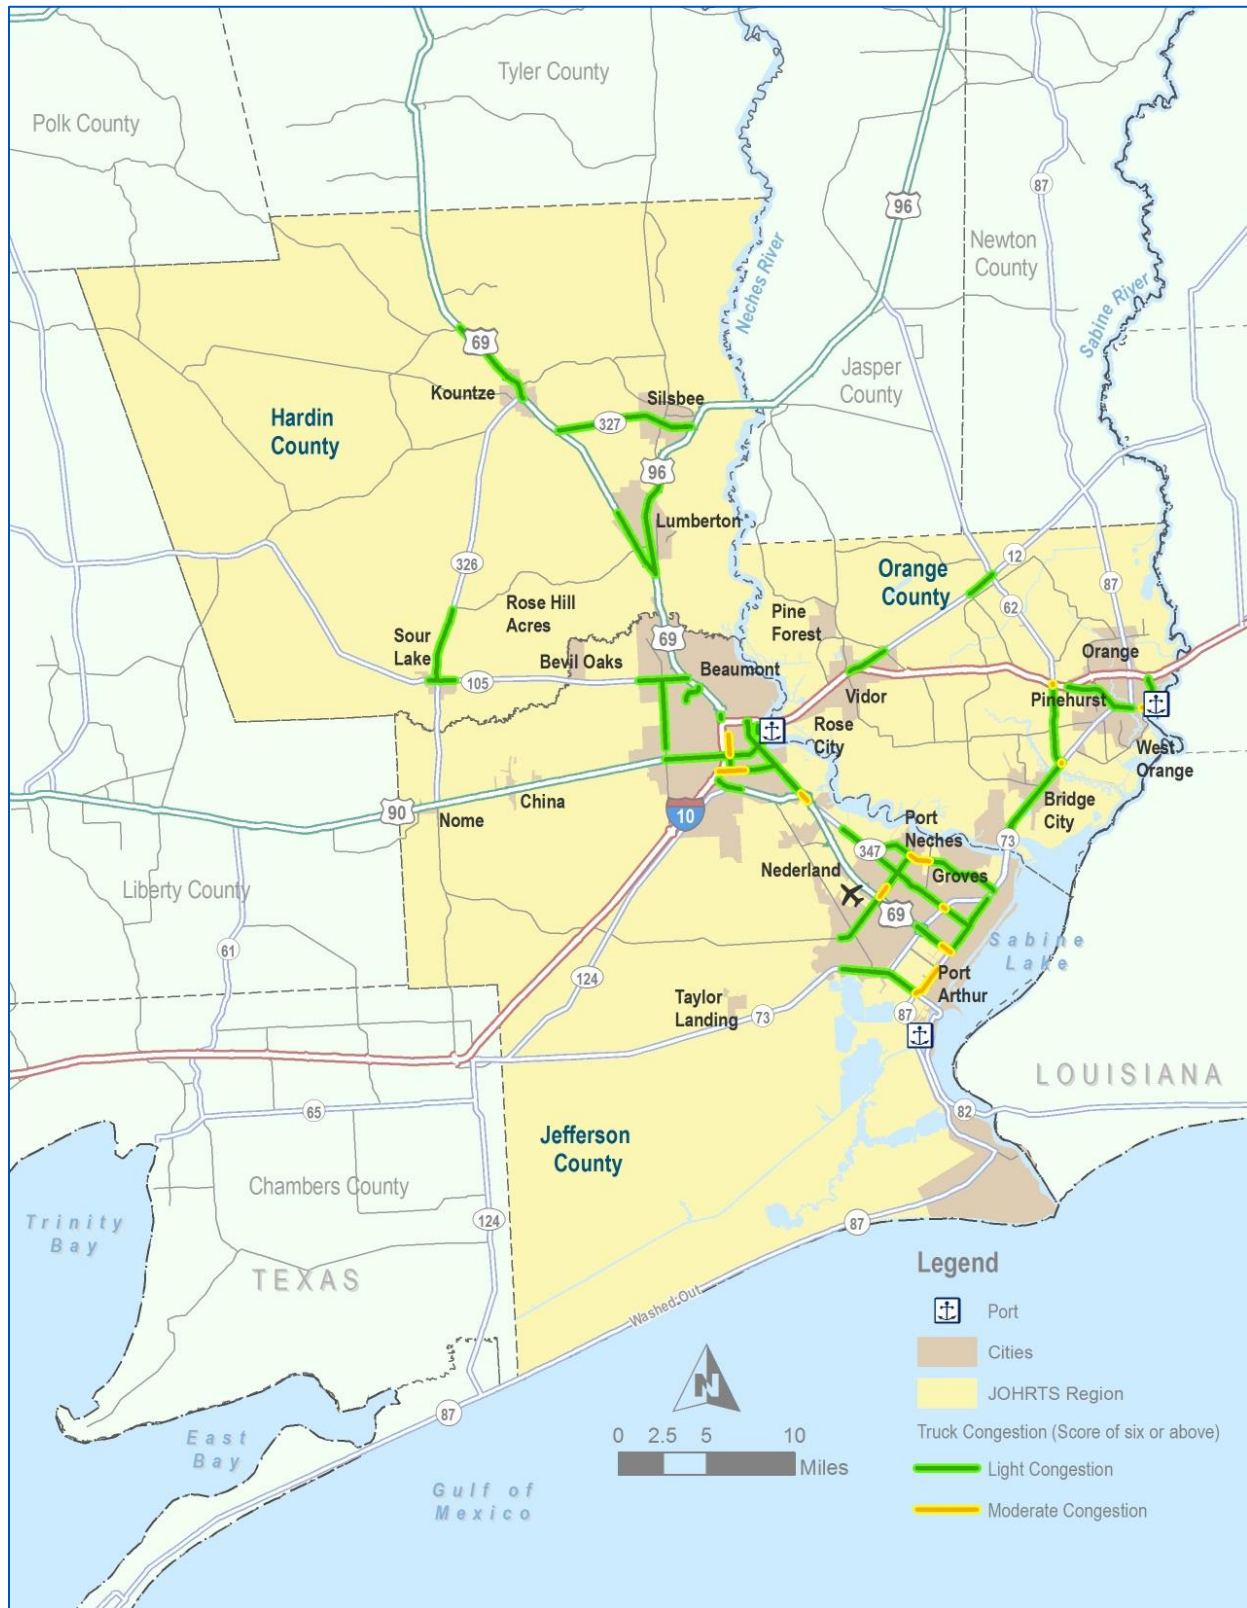 Tyler County
Polk County
87
96
Newton
County
Neches River
Sabine River
69
Jasper
County
Kountze
Silsbee
Hardin
County
327
96
Lumberton
12
326
Orange
County
87
62
Rose Hill
Acres
Pine
Forest
Sour
Lake
69
Orange
Bevil Oaks
Beaumont
105
Vidor
Pinehurst
Rose
City
West
Orange
China
90
Nome
10
Bridge
City
Port
Neches
73
347
Nederland
Groves
Liberty County
69
Sabine
Lake
61
124
Port
Arthur
Taylor
Landing
73
87
LOUISIANA
65
82
Jefferson
County
Chambers County
Trinity
Bay
124
87
TEXAS
Washed Out
Legend
Port
Cities
N
JOHRTS Region
87
0 2.5 5 10
Miles
Truck Congestion (Score of six or above)
East
Bay
Light Congestion
Gulf of
Mexico
Moderate Congestion